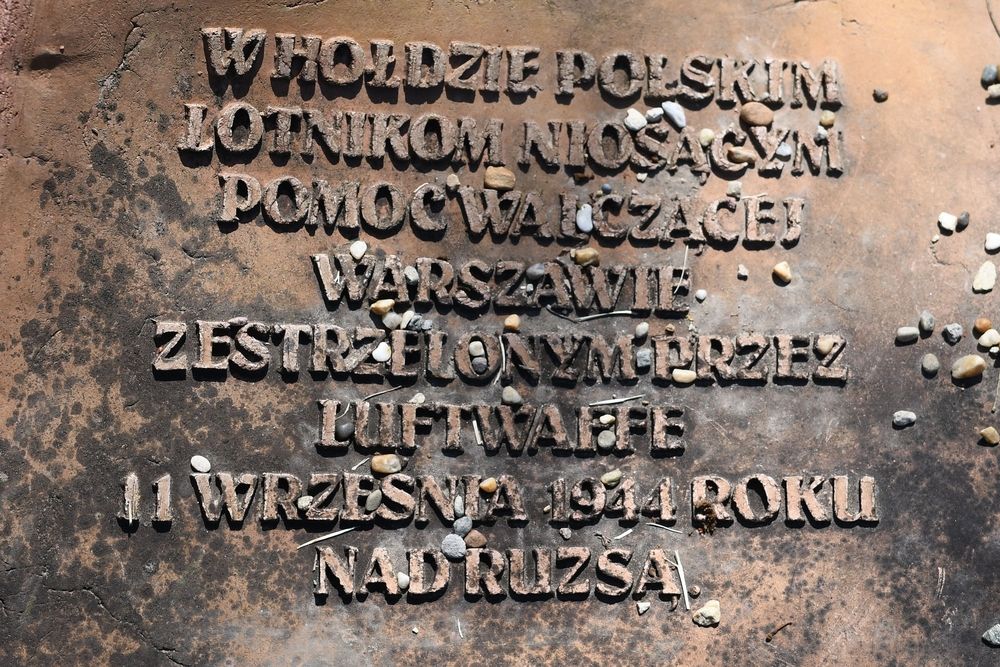 W HOŁDZIE POLSKIM
LOTNIKOM NIOSĄCYM
POMOC WALCZĄCEJ
WARSZAWIE
ZESTRZELONYM PRZEZ
LUFTWAFFE
11 WRZEŚNIA 1944 ROKU
NAD RUZSĄ